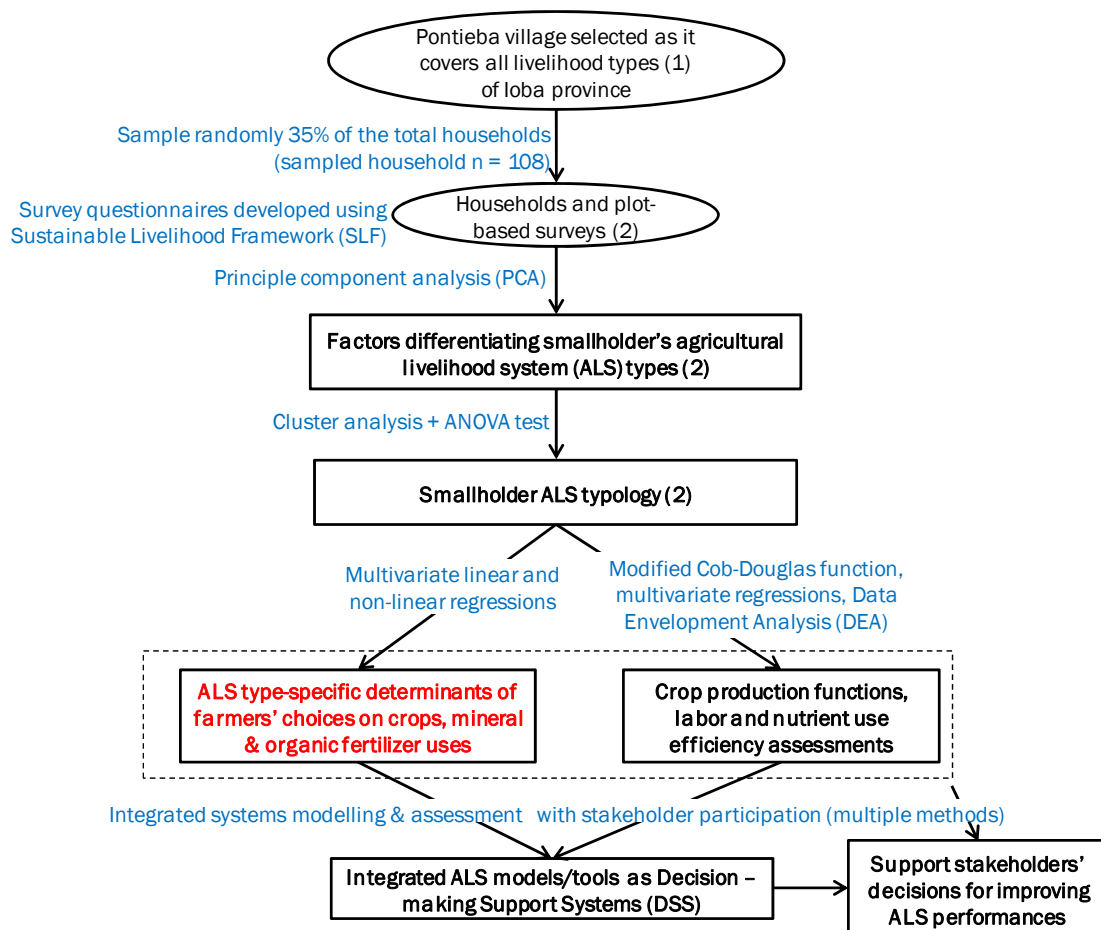 Pontieba village selected as it
covers all livelihood types (1)
of Ioba province
Sample randomly 35% of the total households
(sampled household n = 108)
Survey questionnaires developed using
Sustainable Livelihood Framework (SLF)
Households and plot-
based surveys (2)
Principle component analysis (PCA)
Factors differentiating smallholder's agricultural
livelihood system (ALS) types (2)
Cluster analysis + ANOVA test
Smallholder ALS typology (2)
Multivariate linear and
non-linear regressions
Modified Cob-Douglas function,
multivariate regressions, Data
Envelopment Analysis (DEA)
ALS type-specific determinants of
farmers' choices on crops, mineral
& organic fertilizer uses
Crop production functions,
labor and nutrient use
efficiency assessments
Integrated systems modelling & assessment with stakeholder participation (multiple methods)
Integrated ALS models/tools as Decision –
making Support Systems (DSS)
Support stakeholders'
decisions for improving
ALS performances